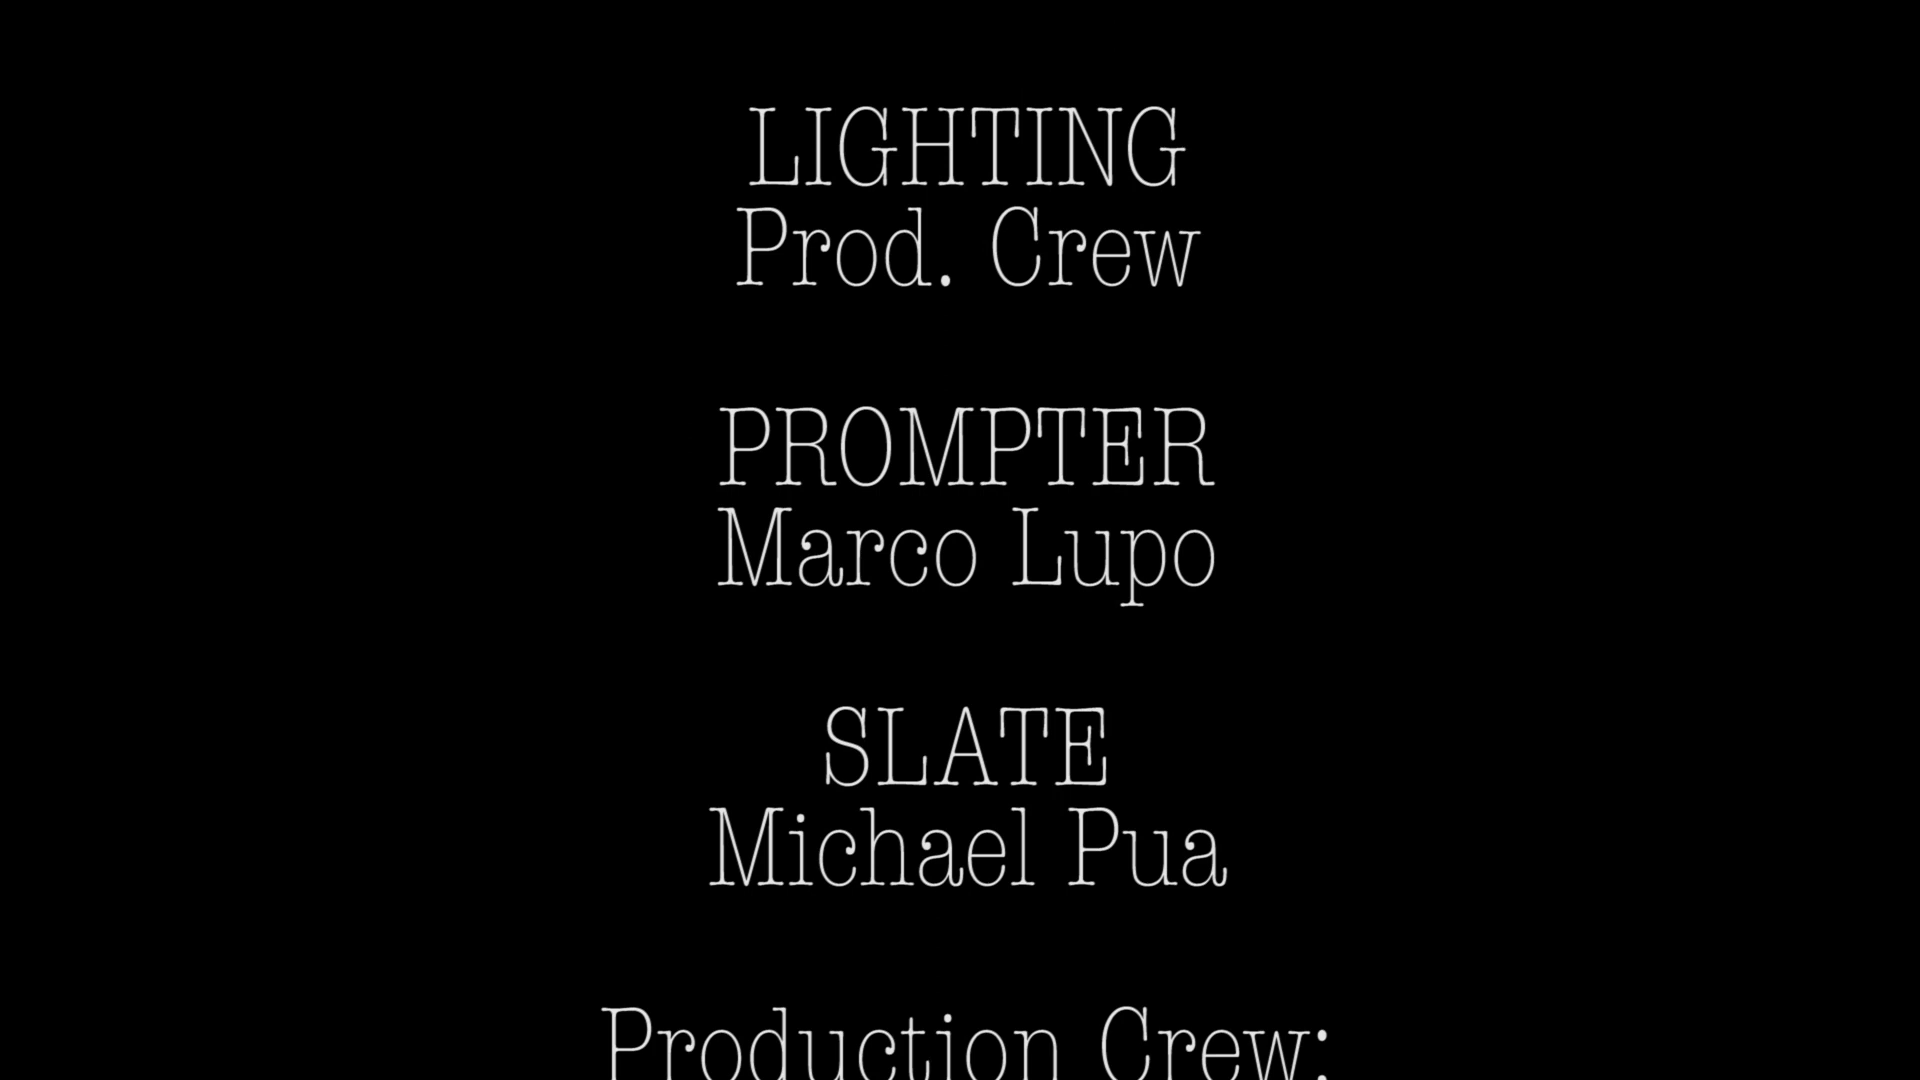 LIGHTING
Prod. Crew
PROMPTER
Marco Lupo
SLATE
Michael Pua
Production Crew: